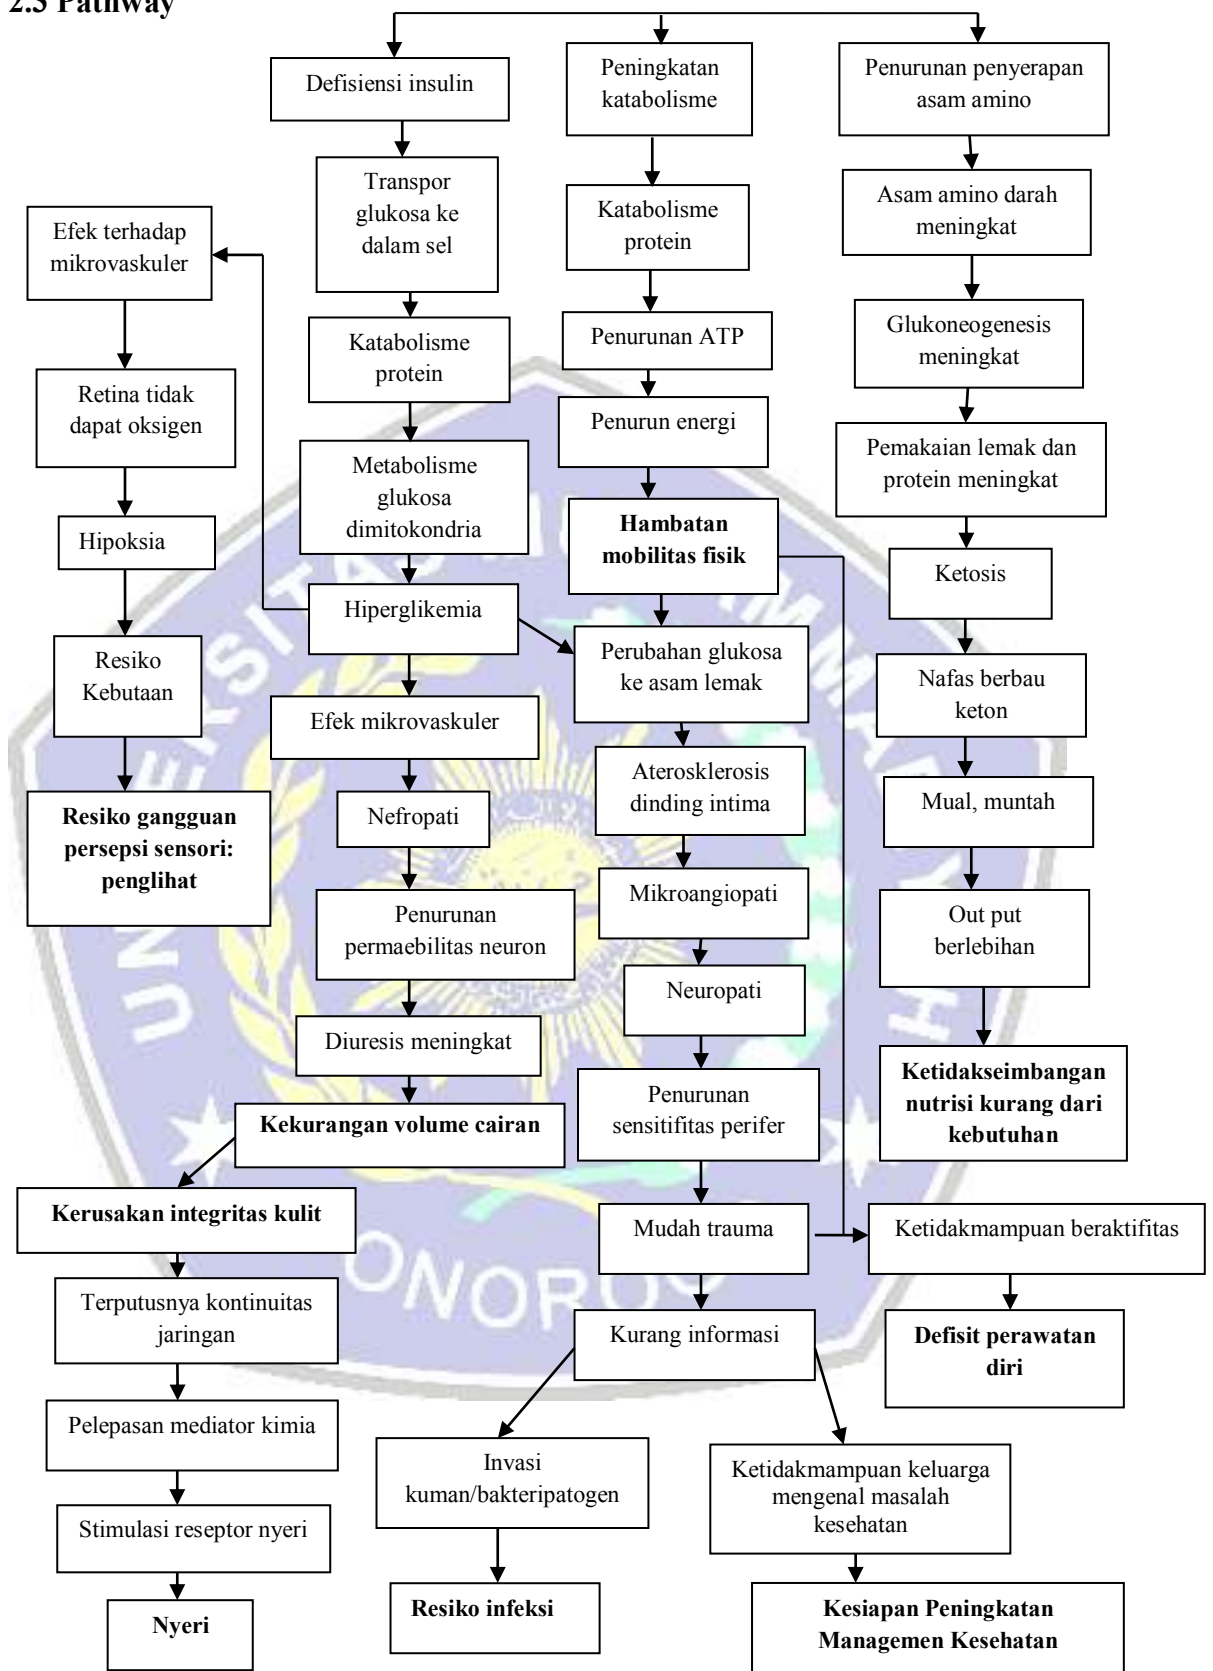 2.3 Pathway
Defisiensi insulin
Peningkatan
katabolisme
Penurunan penyerapan
asam amino
Transpor
glukosa ke
dalam sel
Katabolisme
protein
Asam amino darah
meningkat
Efek terhadap
mikrovaskuler
Katabolisme
protein
Penurunan ATP
Glukoneogenesis
meningkat
Retina tidak
dapat oksigen
Metabolisme
glukosa
dimitokondria
Penurun energi
Pemakaian lemak dan
protein meningkat
Hipoksia
Hiperglikemia
Hambatan
mobilitas fisik
Ketosis
Resiko
Kebutaan
Efek mikrovaskuler
Perubahan glukosa
ke asam lemak
Nafas berbau
keton
Resiko gangguan
persepsi sensori:
penglihat
Nefropati
Aterosklerosis
dinding intima
Mual, muntah
Penurunan
permaebilitas neuron
Mikroangiopati
Out put
berlebihan
Diuresis meningkat
Neuropati
Ketidakseimbangan
nutrisi kurang dari
kebutuhan
Kekurangan volume cairan
Penurunan
sensitifitas perifer
Kerusakan integritas kulit
Mudah trauma
Ketidakmampuan beraktifitas
Terputusnya kontinuitas
jaringan
Kurang informasi
Defisit perawatan
diri
Pelepasan mediator kimia
Invasi
kuman/bakteripatogen
Ketidakmampuan keluarga
mengenal masalah
kesehatan
Stimulasi reseptor nyeri
Nyeri
Resiko infeksi
Kesiapan Peningkatan
Managemen Kesehatan
ONOROG